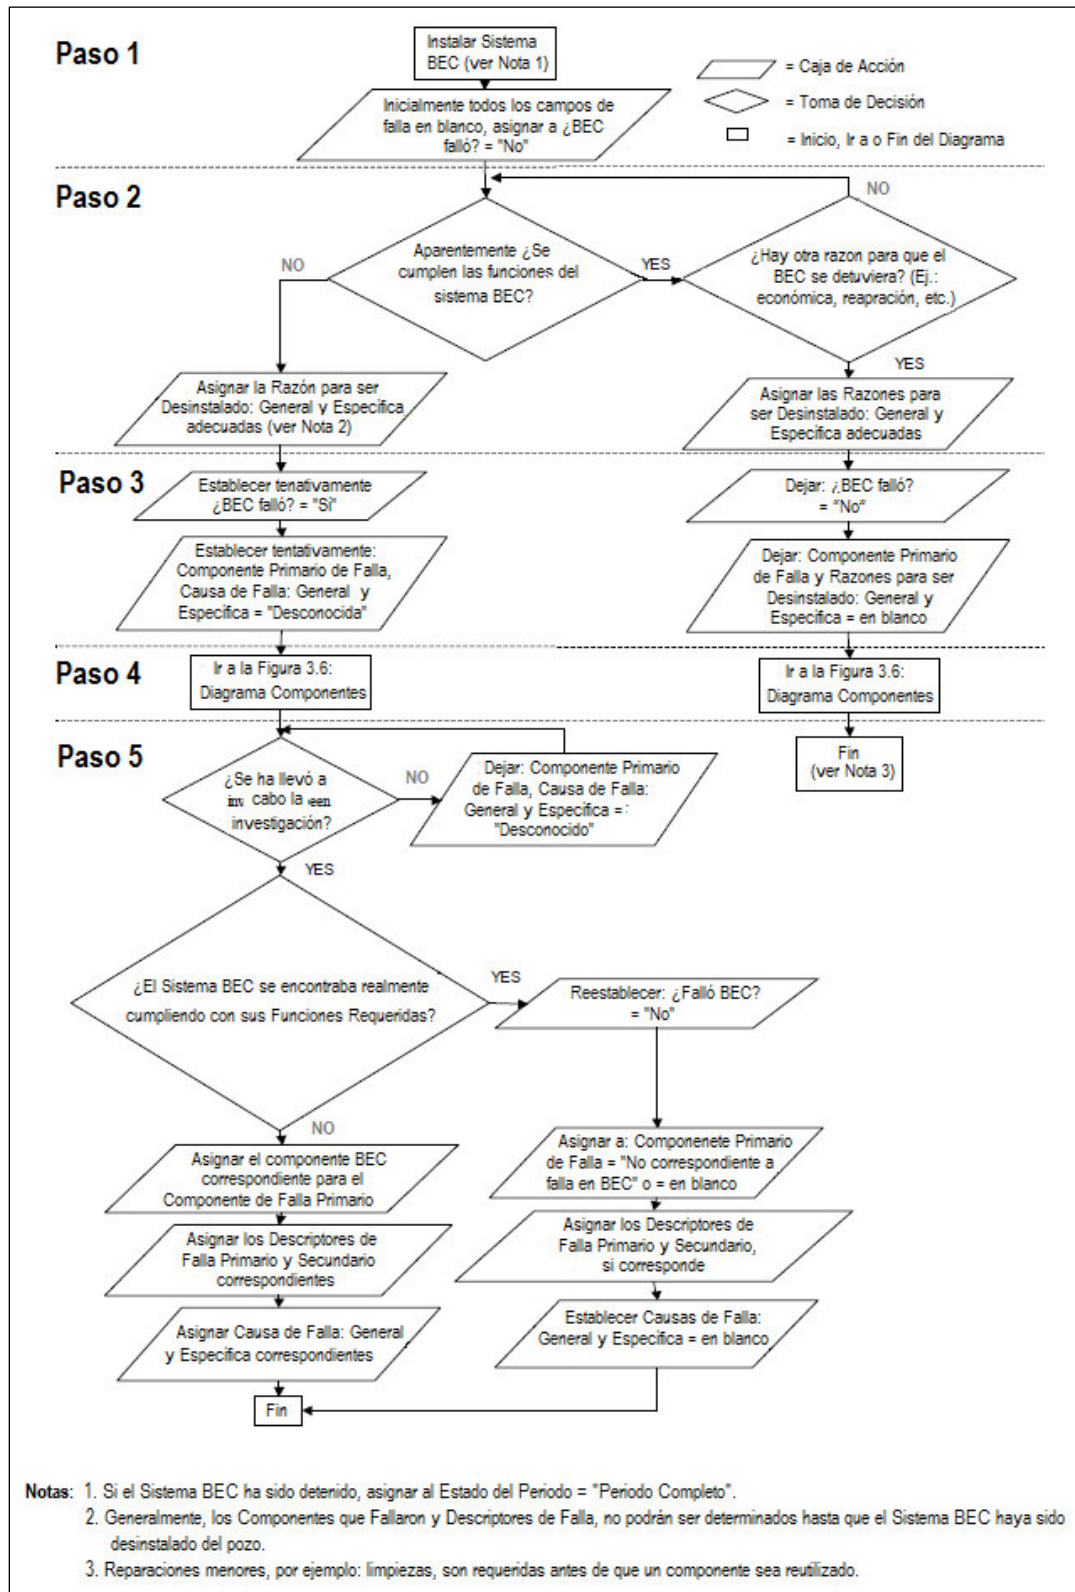 Paso 1
Instalar Sistema
BEC (ver Nota 1)
= Caja de Acción
Inicialmente todos los campos de
falla en blanco, asignar a ¿BEC
falló? = "No"
= Toma de Decisión
= Inicio, Ir a o Fin del Diagrama
Paso 2
NO
Aparentemente ¿Se
cumplen las funciones del
sistema BEC?
NO
YES
¿Hay otra razon para que el
BEC se detuviera? (Ej.:
económica, reapración, etc.)
YES
Asignar la Razón para ser
Desinstalado: General y Específica
adecuadas (ver Nota 2)
Asignar las Razones para
ser Desinstalado: General y
Específica adecuadas
Paso 3
Establecer tenativamente
¿BEC falló? = "Sí"
Dejar: ¿BEC falló?
= "No"
Establecer tentativamente:
Componente Primario de Falla,
Causa de Falla: General y
Específica = "Desconocida"
Dejar: Componente Primario
de Falla y Razones para ser
Desinstalado: General y
Específica = en blanco
Paso 4
Ir a la Figura 3.6:
Diagrama Componentes
Ir a la Figura 3.6:
Diagrama Componentes
Paso 5
Fin
(ver Nota 3)
¿Se ha llevó a
inv cabo la een
investigación?
NO
Dejar: Componente Primario
de Falla, Causa de Falla:
General y Específica =
"Desconocido"
YES
¿El Sistema BEC se encontraba realmente
cumpliendo con sus Funciones Requeridas?
YES
Reestablecer: ¿Falló BEC?
= "No"
NO
Asignar el componente BEC
correspondiente para el
Componente de Falla Primario
Asignar a: Componenete Primario
de Falla = "No correspondiente a
falla en BEC" o = en blanco
Asignar los Descriptores de
Falla Primario y Secundario
correspondientes
Asignar los Descriptores de
Falla Primario y Secundario,
si corresponde
Asignar Causa de Falla: General
y Específica correspondientes
Establecer Causas de Falla:
General y Específica = en blanco
Fin
Notas: 1. Si el Sistema BEC ha sido detenido, asignar al Estado del Periodo = "Periodo Completo".
2. Generalmente, los Componentes que Fallaron y Descriptores de Falla, no podrán ser determinados hasta que el Sistema BEC haya sido
desinstalado del pozo.
3. Reparaciones menores, por ejemplo: limpiezas, son requeridas antes de que un componente sea reutilizado.